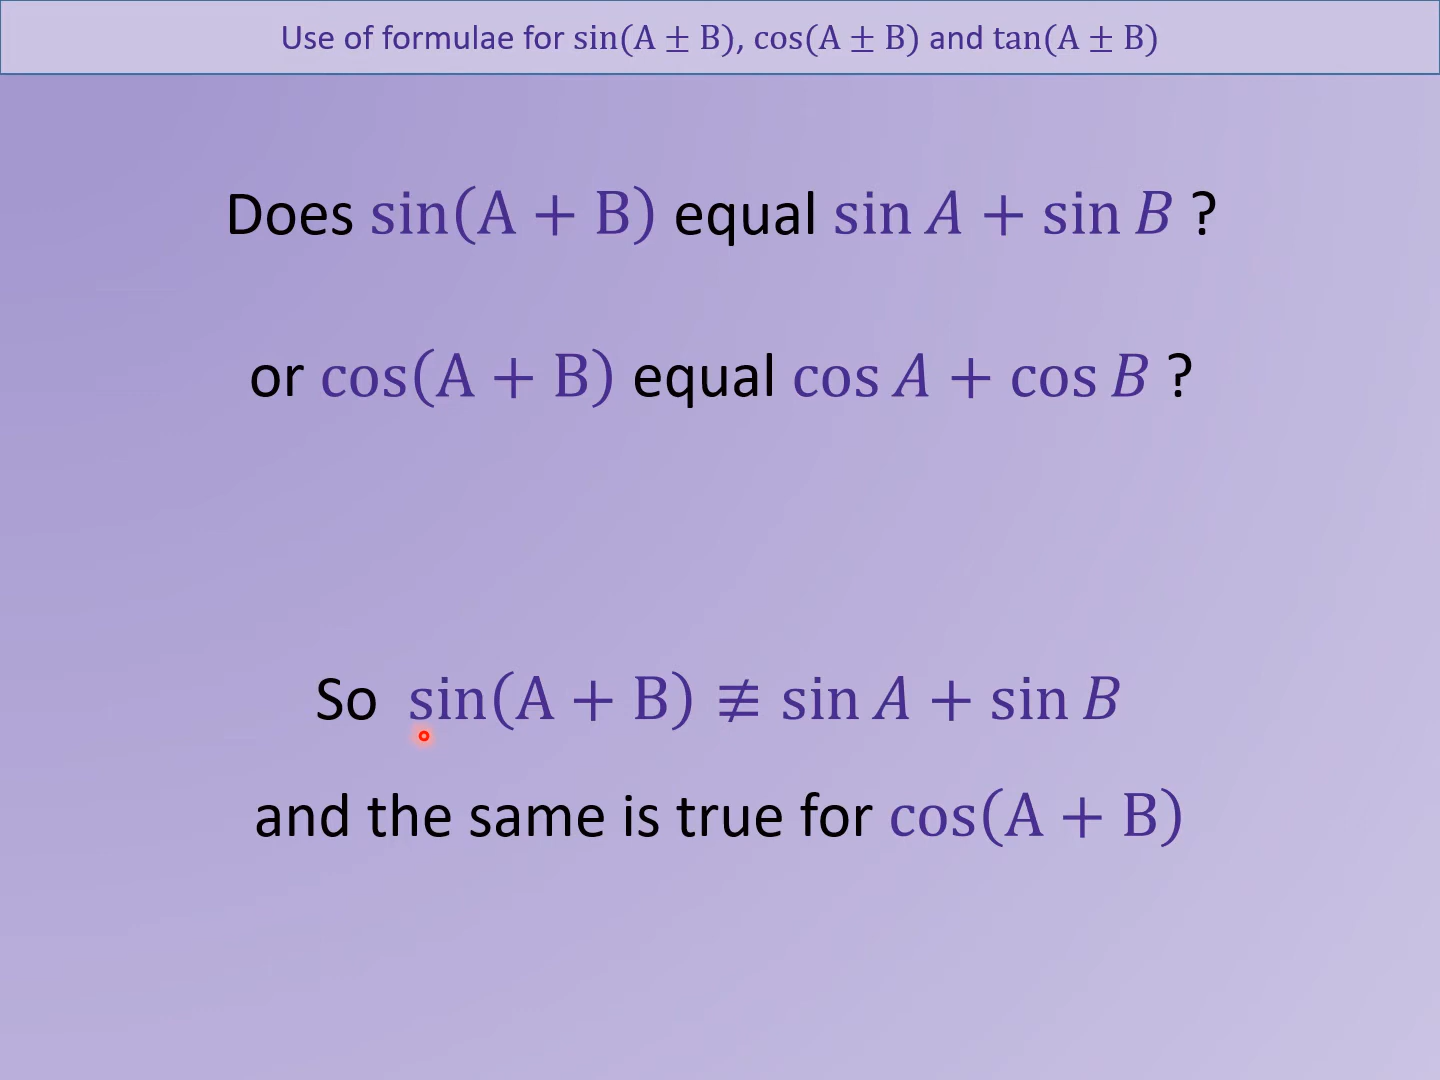 Use of formulae for sin(A ± B), cos(A ± B) and tan(A ± B)
Does sin(A + B) equal sin A + sin B ?
or cos(A + B) equal cos A + cos B ?
So sin(A + B) ≢ sin A + sin B
and the same is true for cos(A + B)